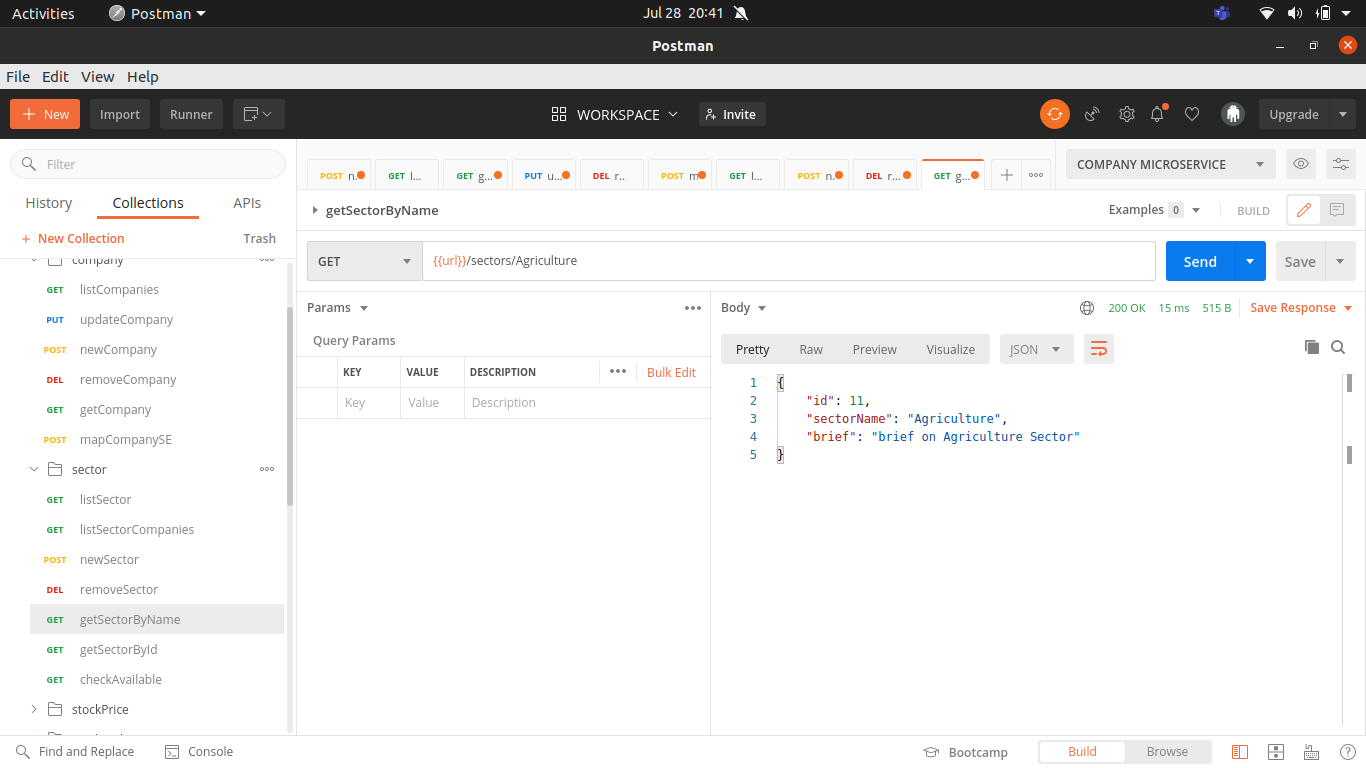 Activities Postman Jul 28 20:41
Postman
File Edit View Help
+ New Import Runner WORKSPACE Invite Upgrade
Filter
History Collections APIs
+ New Collection Trash
company
GET listCompanies
PUT updateCompany
POST newCompany
DEL removeCompany
GET getCompany
POST mapCompanySE
sector
GET listSector
GET listSectorCompanies
POST newSector
DEL removeSector
GET getSectorByName
GET getSectorById
GET checkAvailable
stockPrice
POST n.. GET l... GET g... PUT u... DEL r... POST m GET l... POST n. DEL r... GET g...
COMPANY MICROSERVICE
getSectorByName Examples 0 BUILD
GET {{url}}/sectors/Agriculture Send Save
Params
Query Params
KEY VALUE DESCRIPTION Bulk Edit
Key Value Description
Body 200 OK 15 ms 515 B Save Response
Pretty Raw Preview Visualize JSON
1 {
2 "id": 11,
3 "sectorName": "Agriculture",
4 "brief": "brief on Agriculture Sector"
5 }
Find and Replace Console Bootcamp Build Browse